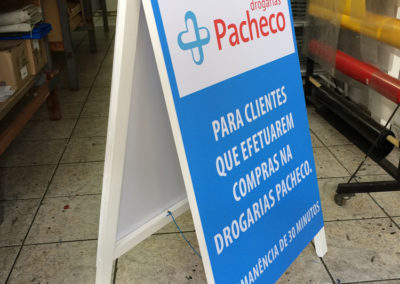 drogarias
Pacheco
PARA CLIENTES
QUE EFETUAREM
COMPRAS NA
DROGARIAS PACHECO.
MANÊNCIA DE 30 MINUTOS